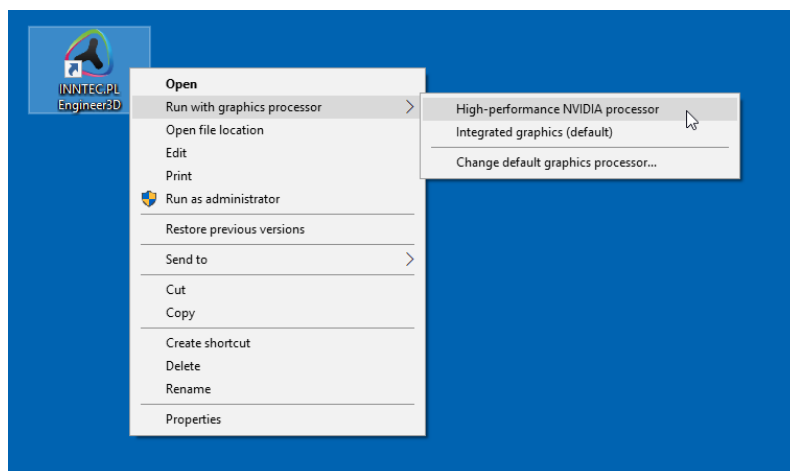 INNTEC.PL
Engineer3D
Open
Run with graphics processor
High-performance NVIDIA processor
Integrated graphics (default)
Change default graphics processor...
Open file location
Edit
Print
Run as administrator
Restore previous versions
Send to
Cut
Copy
Create shortcut
Delete
Rename
Properties